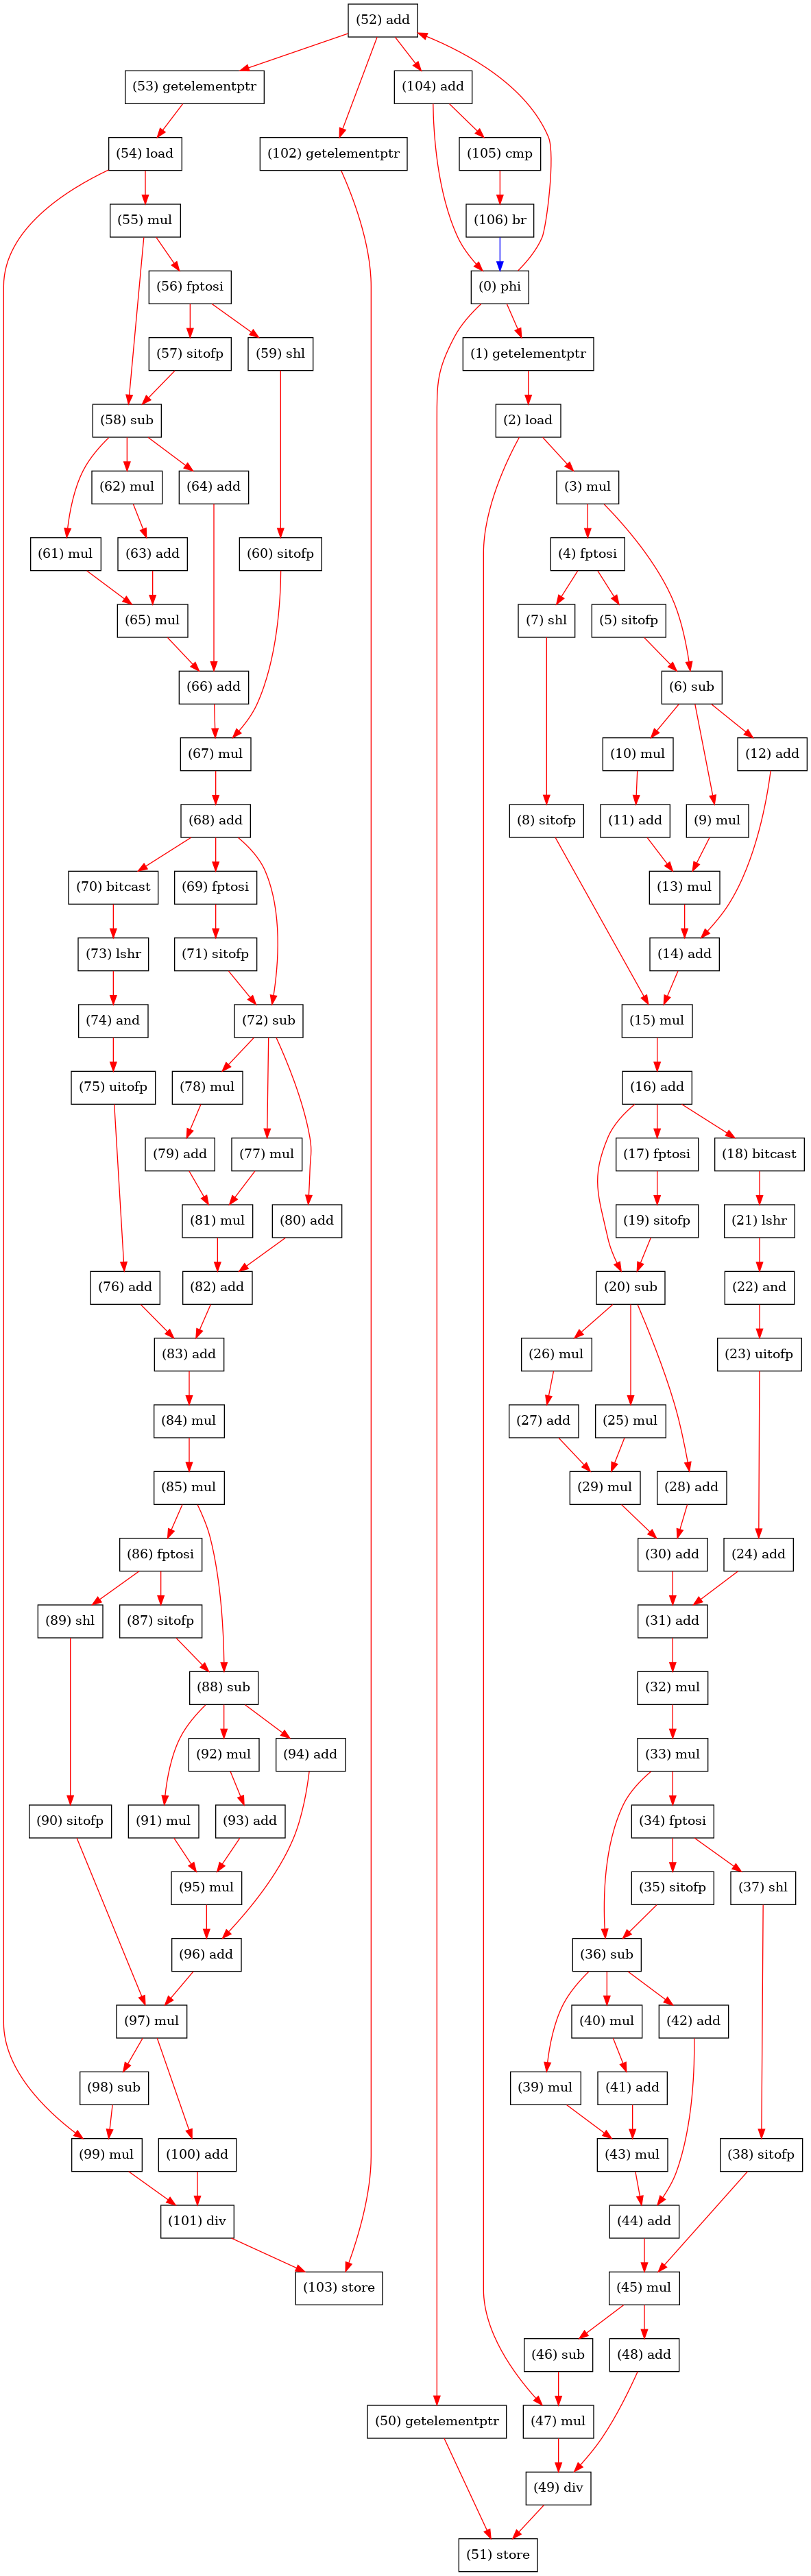 (52) add
(53) getelementptr
(104) add
(54) load
(102) getelementptr
(105) cmp
(55) mul
(106) br
(56) fptosi
(0) phi
(57) sitofp
(59) shl
(1) getelementptr
(58) sub
(2) load
(62) mul
(64) add
(3) mul
(61) mul
(63) add
(60) sitofp
(4) fptosi
(65) mul
(7) shl
(5) sitofp
(66) add
(6) sub
(67) mul
(10) mul
(12) add
(68) add
(8) sitofp
(11) add
(9) mul
(70) bitcast
(69) fptosi
(13) mul
(73) lshr
(71) sitofp
(14) add
(74) and
(72) sub
(15) mul
(75) uitofp
(78) mul
(16) add
(79) add
(77) mul
(17) fptosi
(18) bitcast
(81) mul
(80) add
(19) sitofp
(21) lshr
(76) add
(82) add
(20) sub
(22) and
(83) add
(26) mul
(23) uitofp
(84) mul
(27) add
(25) mul
(85) mul
(29) mul
(28) add
(86) fptosi
(30) add
(24) add
(89) shl
(87) sitofp
(31) add
(88) sub
(32) mul
(92) mul
(94) add
(33) mul
(90) sitofp
(91) mul
(93) add
(34) fptosi
(95) mul
(35) sitofp
(37) shl
(96) add
(36) sub
(97) mul
(40) mul
(42) add
(98) sub
(39) mul
(41) add
(99) mul
(100) add
(43) mul
(38) sitofp
(101) div
(44) add
(103) store
(45) mul
(46) sub
(48) add
(50) getelementptr
(47) mul
(49) div
(51) store